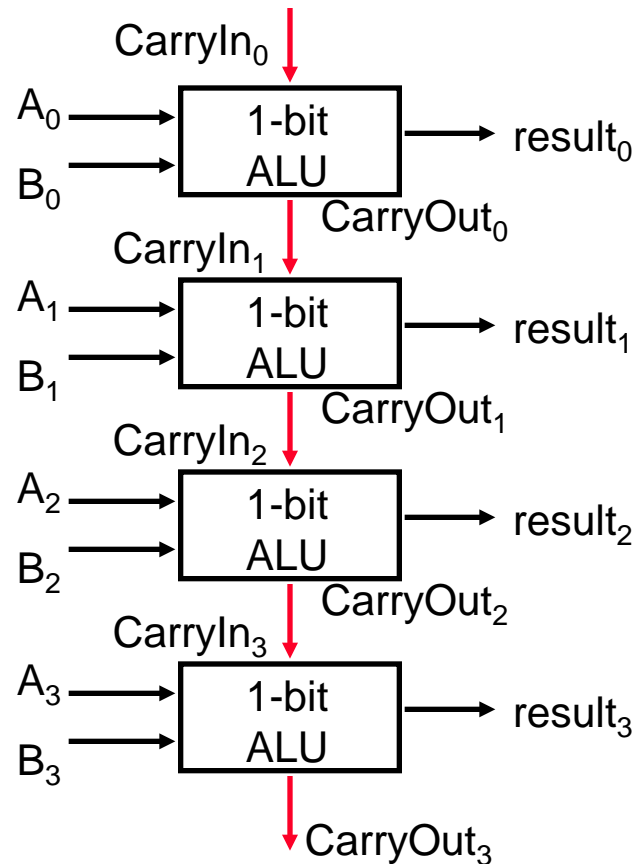 CarryIn₀
A₀
1-bit
result₀
B₀
ALU
CarryOut₀
CarryIn₁
A₁
1-bit
result₁
B₁
ALU
CarryOut₁
CarryIn₂
A₂
1-bit
result₂
B₂
ALU
CarryOut₂
CarryIn₃
A₃
1-bit
result₃
B₃
ALU
CarryOut₃